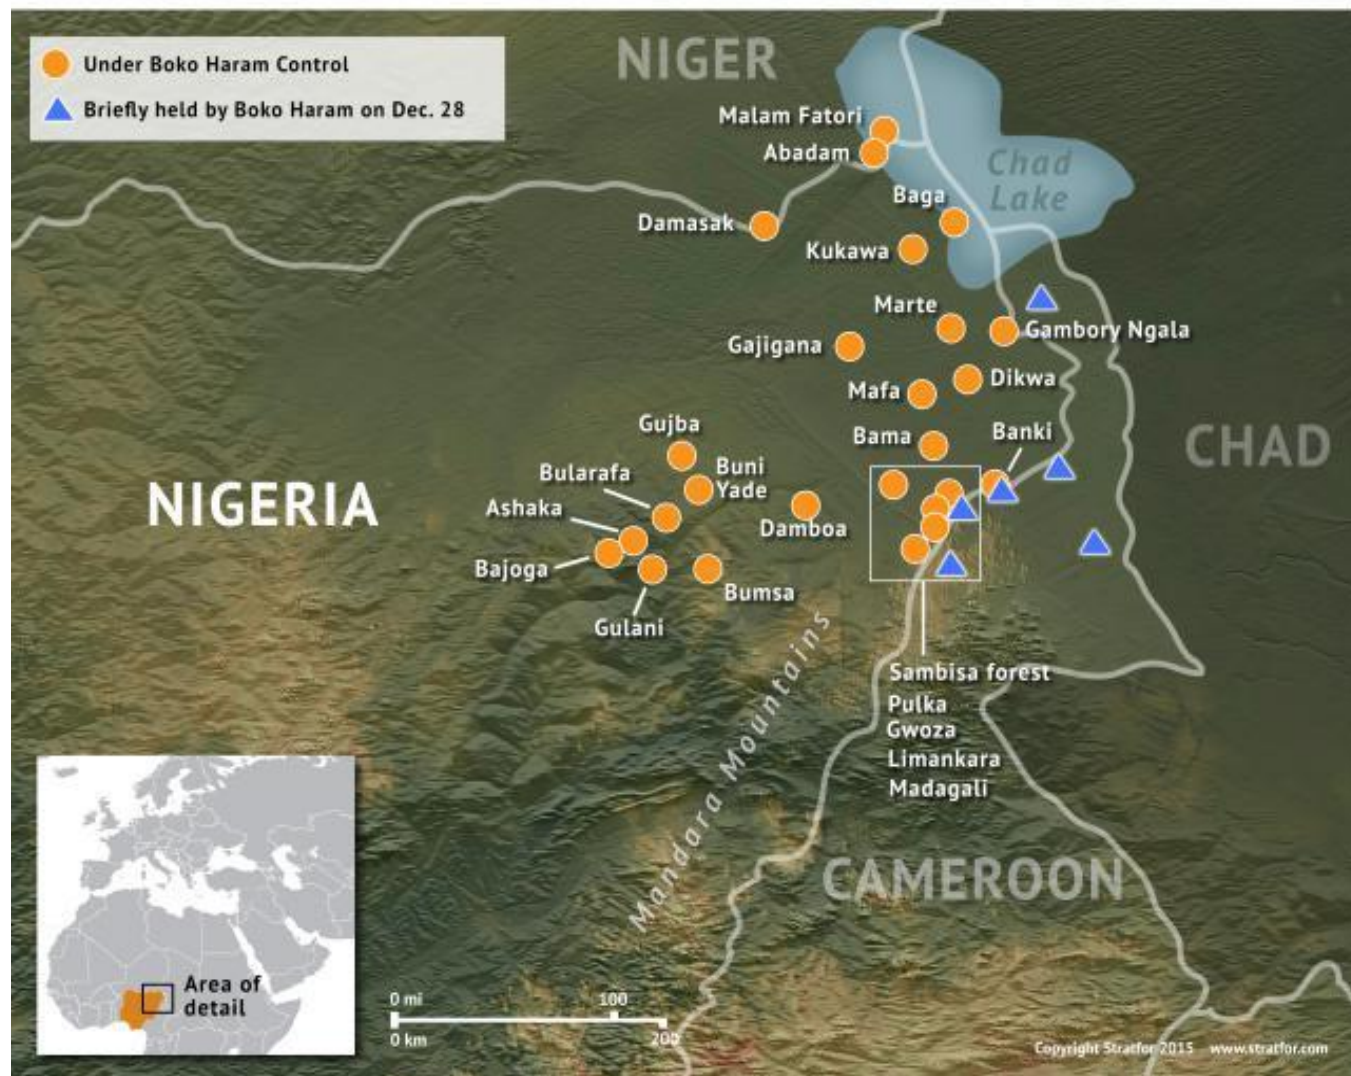 Under Boko Haram Control
Briefly held by Boko Haram on Dec. 28
NIGER
Malam Fatori
Abadam
Chad
Lake
Baga
Damasak
Kukawa
Marte
Gambory Ngala
Gajigana
Dikwa
Mafa
Gujba
Bama
Banki
CHAD
Bularafa
Buni
Yade
NIGERIA
Ashaka
Damboa
Bajoga
Bumsa
Gulani
Mandara Mountains
Sambisa forest
Pulka
Gwoza
Limankara
Madagali
CAMEROON
Area of
detail
0 mi
100
0 km
200
Copyright Stratfor 2015 www.stratfor.com